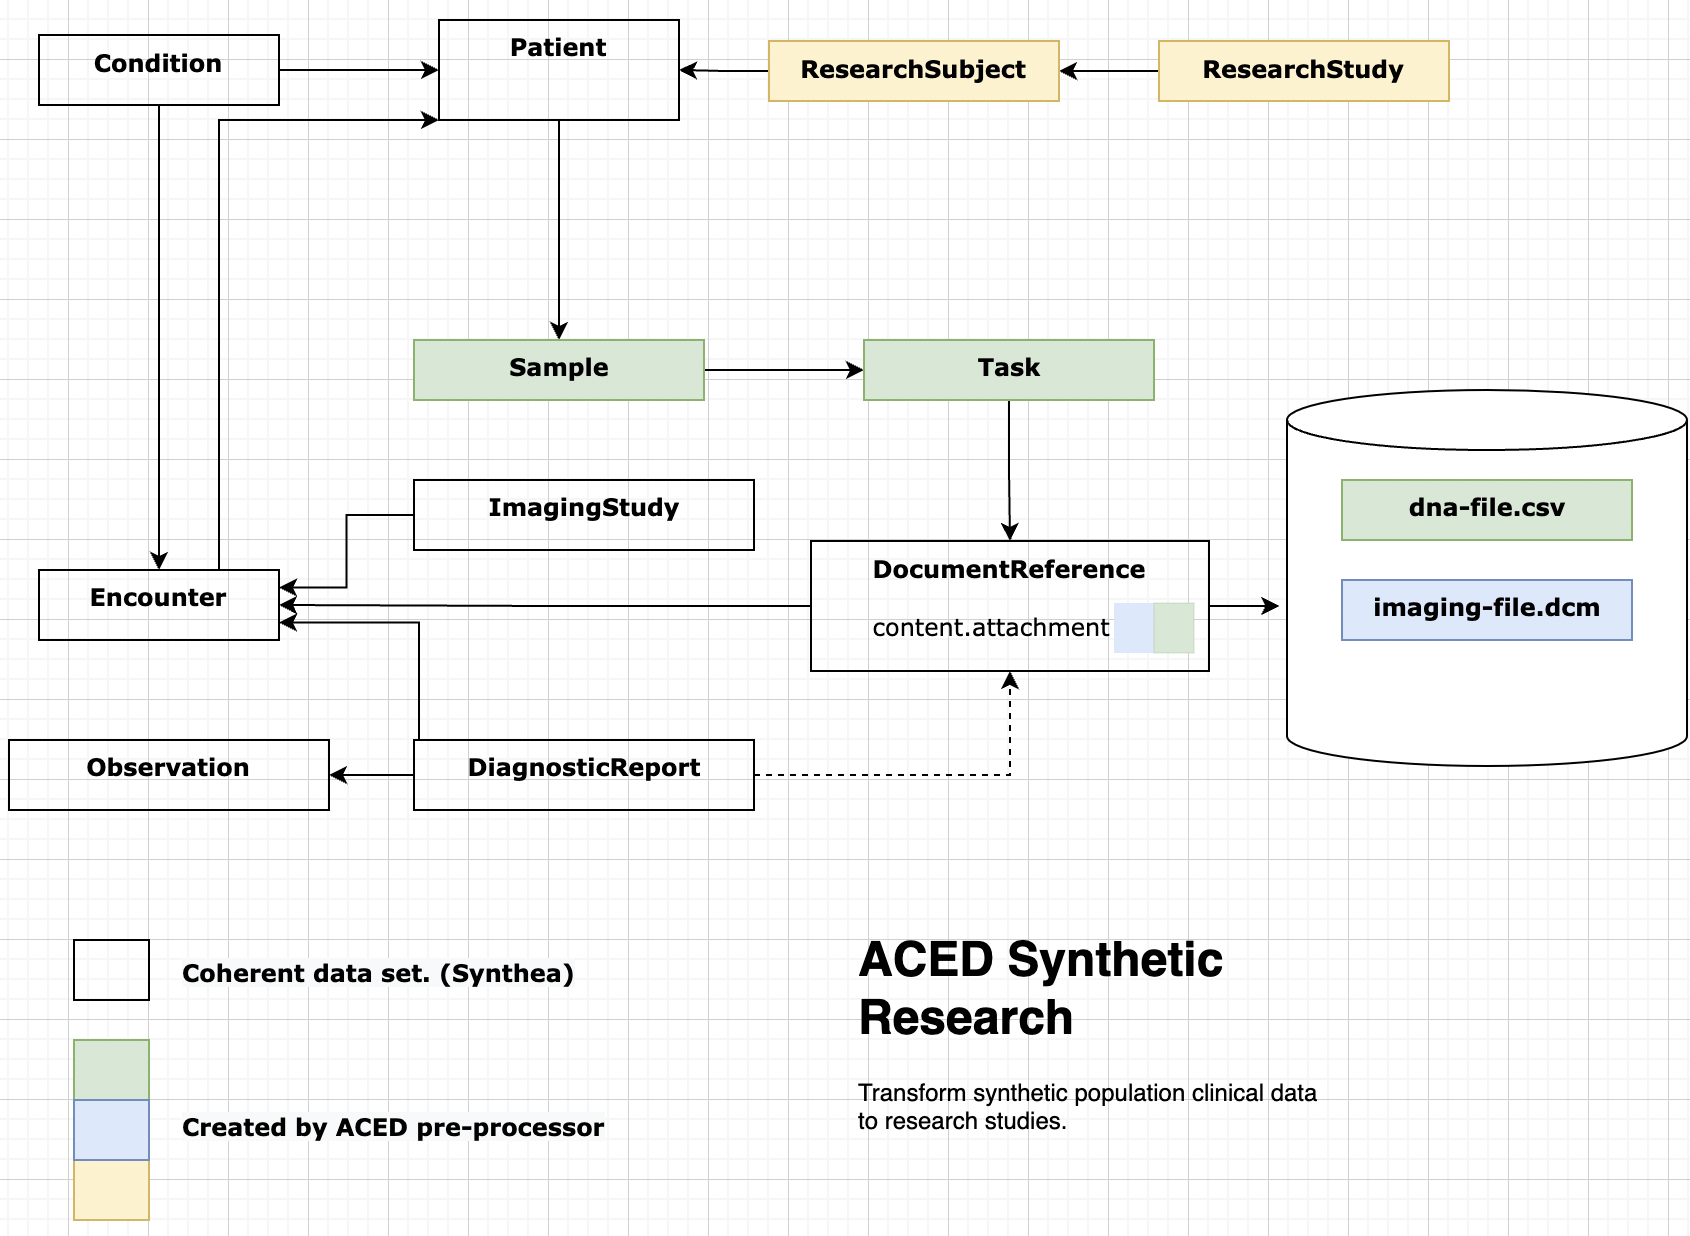 Condition
Patient
ResearchSubject
ResearchStudy
Sample
Task
ImagingStudy
dna-file.csv
DocumentReference
Encounter
imaging-file.dcm
content.attachment
Observation
DiagnosticReport
Coherent data set. (Synthea)
Created by ACED pre-processor
ACED Synthetic
Research
Transform synthetic population clinical data
to research studies.